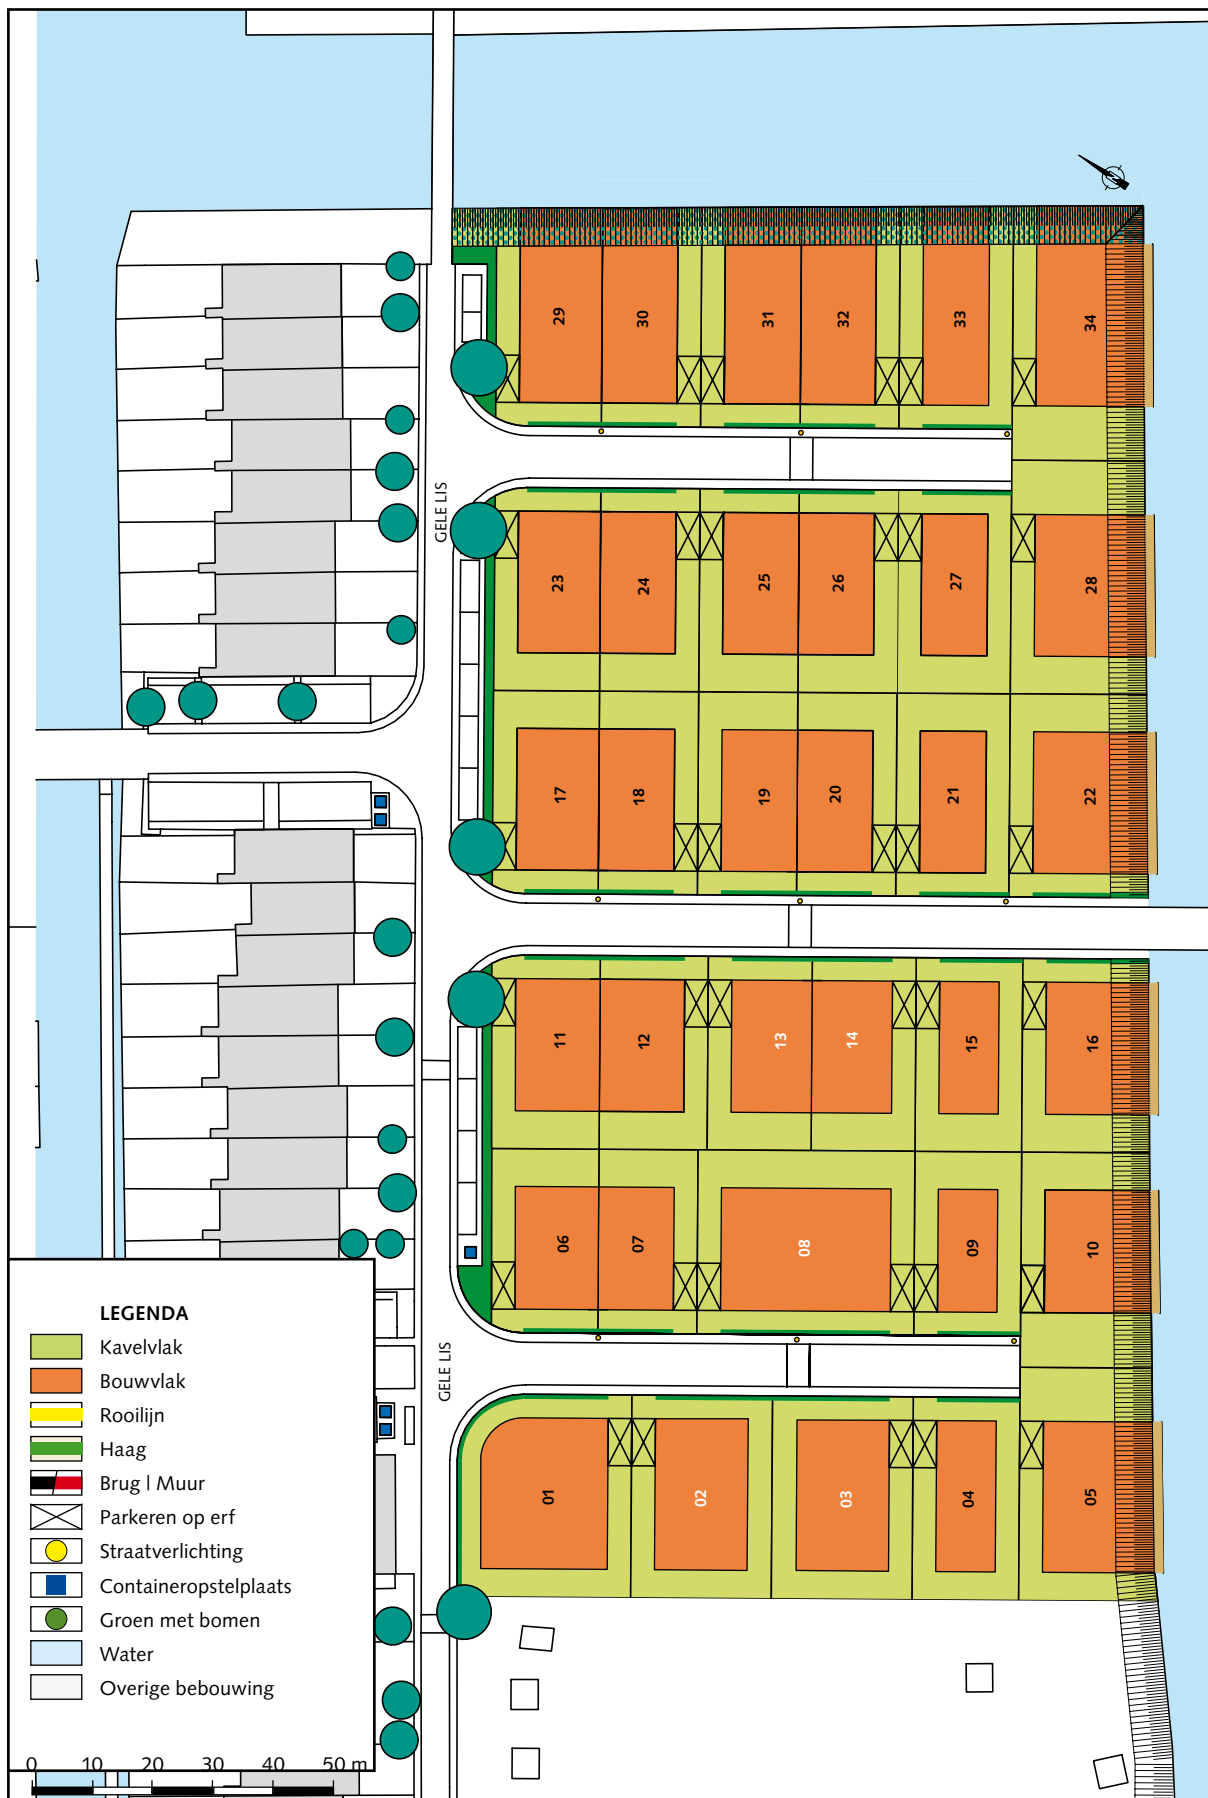 29
30
31
32
33
34
GELE LIS
23
24
25
26
27
28
17
18
19
20
21
22
11
12
13
14
15
16
06
07
08
09
10
GELE LIS
01
02
03
04
05
LEGENDA
Kavelvlak
Bouwvlak
Rooilijn
Haag
Brug | Muur
Parkeren op erf
Straatverlichting
Containeropstelplaats
Groen met bomen
Water
Overige bebouwing
0 10 20 30 40 50 m